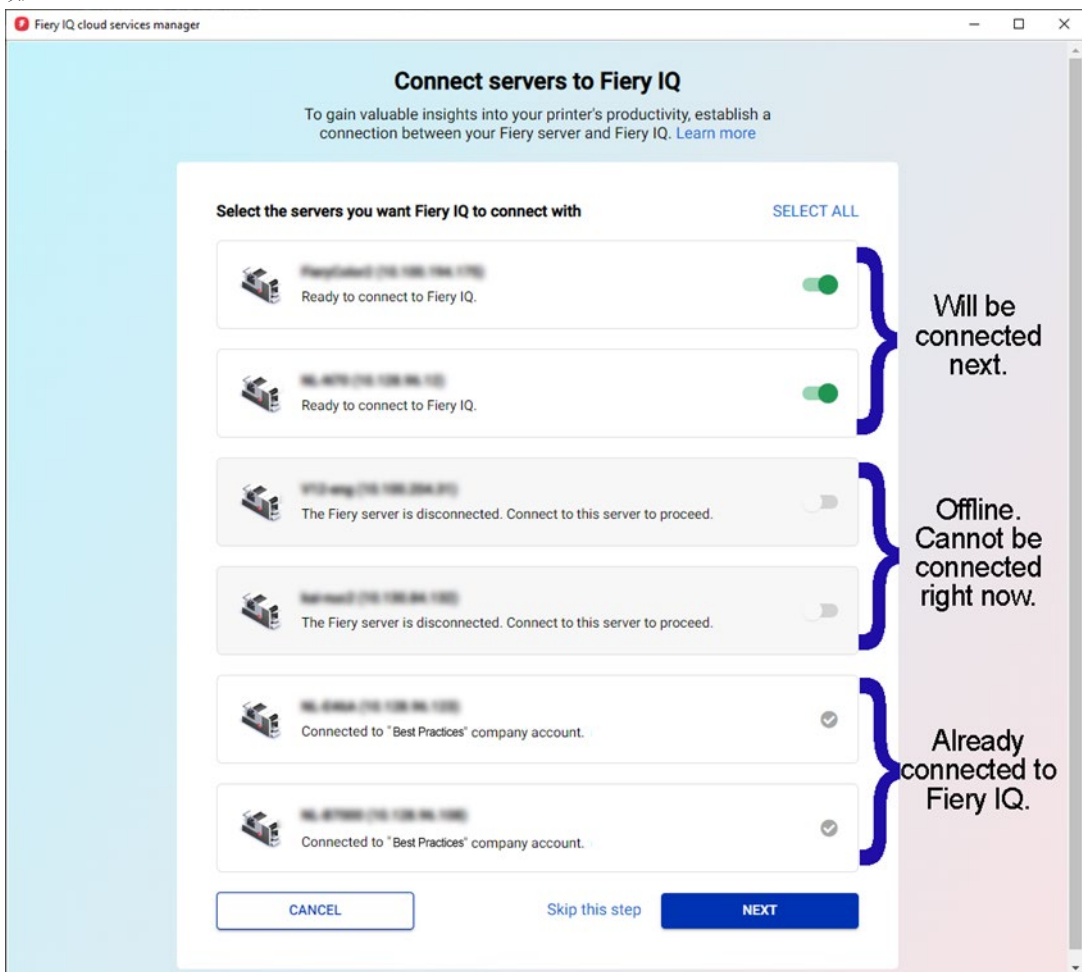 Fiery IQ cloud services manager
Connect servers to Fiery IQ
To gain valuable insights into your printer's productivity, establish a
connection between your Fiery server and Fiery IQ. Learn more
Select the servers you want Fiery IQ to connect with
SELECT ALL
Ready to connect to Fiery IQ.
Ready to connect to Fiery IQ.
Will be
connected
next.
The Fiery server is disconnected. Connect to this server to proceed.
The Fiery server is disconnected. Connect to this server to proceed.
Offline.
Cannot be
connected
right now.
Connected to "Best Practices" company account.
Connected to "Best Practices" company account.
Already
connected to
Fiery IQ.
CANCEL
Skip this step
NEXT